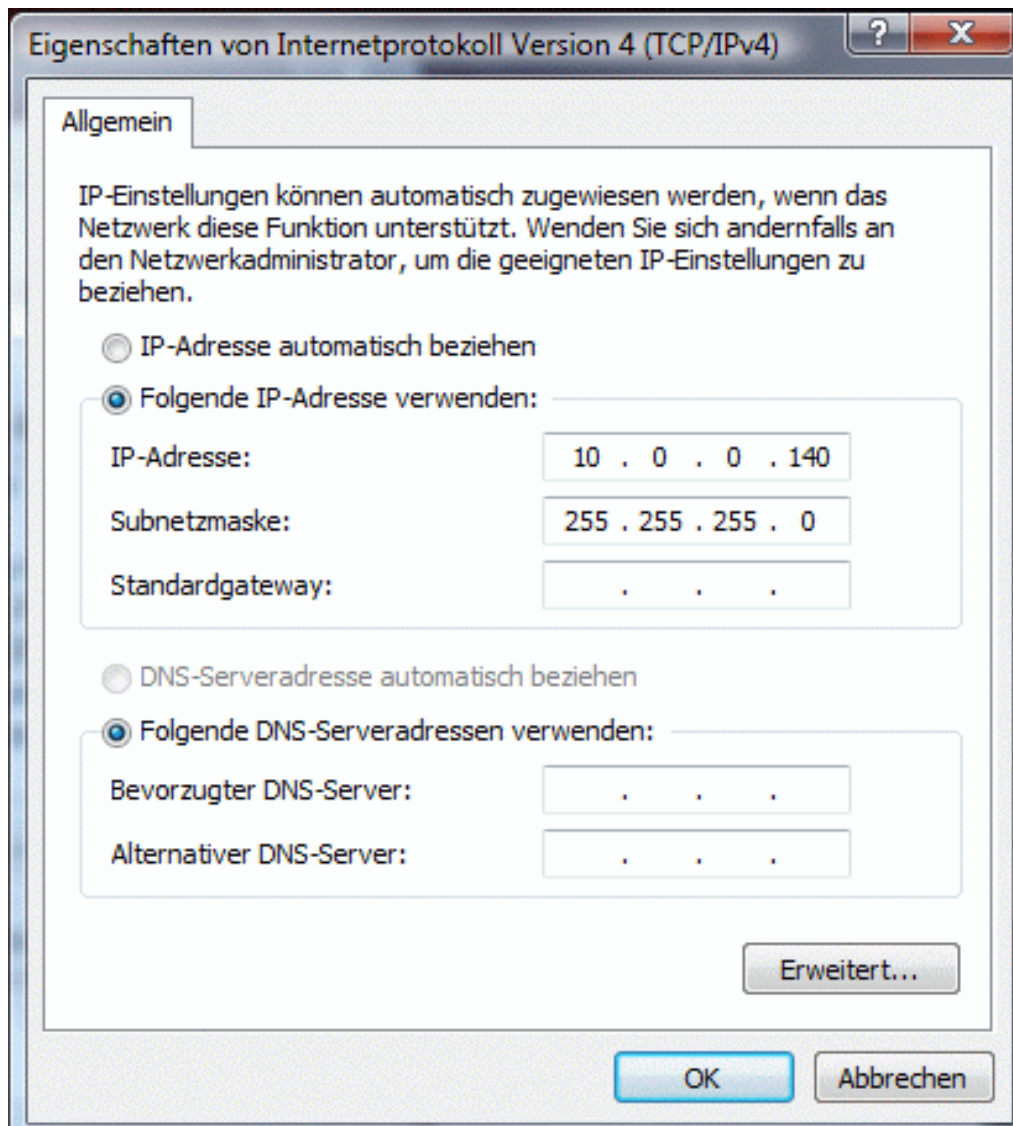 Eigenschaften von Internetprotokoll Version 4 (TCP/IPv4)
Allgemein
IP-Einstellungen können automatisch zugewiesen werden, wenn das
Netzwerk diese Funktion unterstützt. Wenden Sie sich andernfalls an
den Netzwerkadministrator, um die geeigneten IP-Einstellungen zu
beziehen.
IP-Adresse automatisch beziehen
Folgende IP-Adresse verwenden:
IP-Adresse: 10 . 0 . 0 . 140
Subnetzmaske: 255 . 255 . 255 . 0
Standardgateway: . . .
DNS-Serveradresse automatisch beziehen
Folgende DNS-Serveradressen verwenden:
Bevorzugter DNS-Server: . . .
Alternativer DNS-Server: . . .
Erweitert...
OK Abbrechen